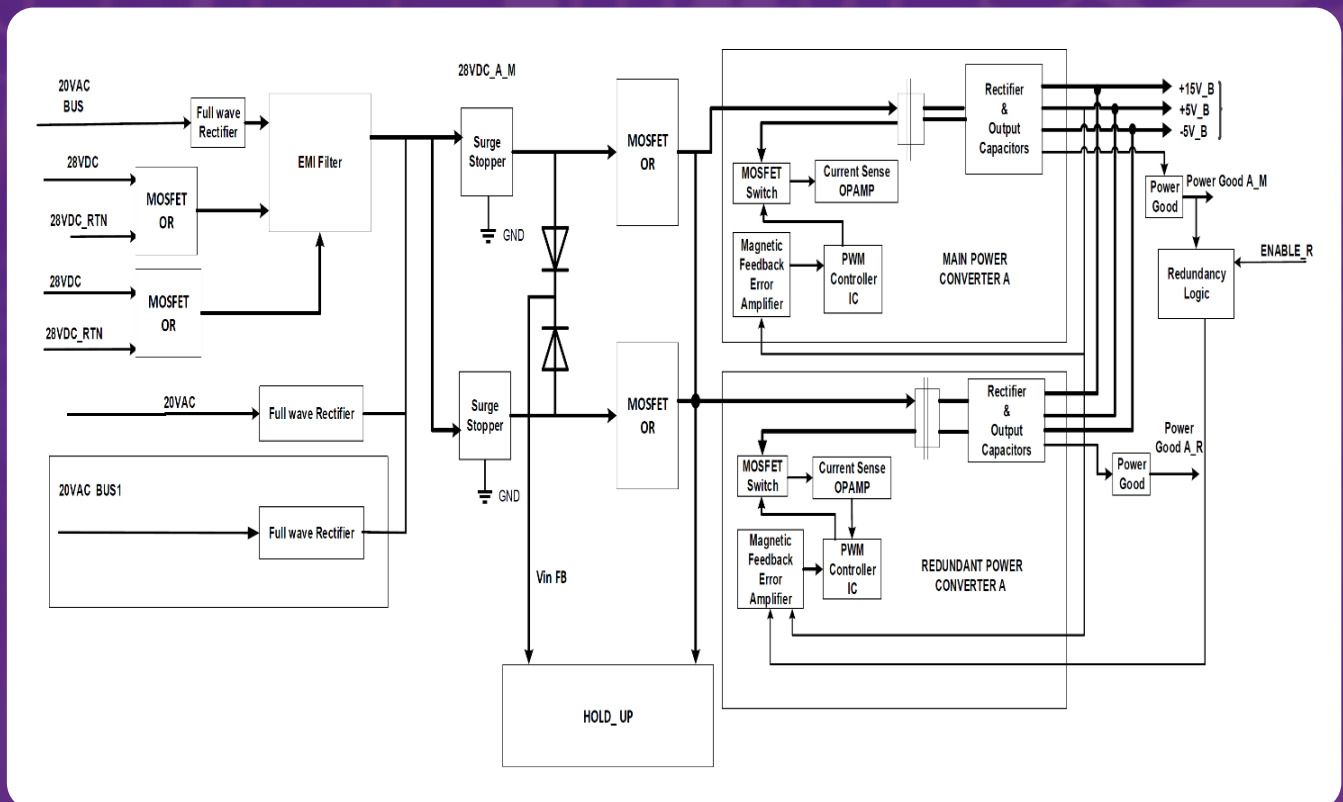 20VAC
BUS
Full wave
Rectifier
28VDC
28VDC_RTN
MOSFET
OR
28VDC
28VDC_RTN
MOSFET
OR
EMI Filter
20VAC
Full wave Rectifier
20VAC BUS1
Full wave Rectifier
28VDC_A_M
Surge
Stopper
GND
Surge
Stopper
GND
Vin FB
HOLD_ UP
MOSFET
OR
MOSFET
OR
Rectifier
&
Output
Capacitors
MOSFET
Switch
Current Sense
OPAMP
Magnetic
Feedback
Error
Amplifier
PWM
Controller
IC
MAIN POWER
CONVERTER A
+15V_B
+5V_B
-5V_B
Power
Good
Power Good A_M
ENABLE_R
Redundancy
Logic
Rectifier
&
Output
Capacitors
MOSFET
Switch
Current Sense
OPAMP
Magnetic
Feedback
Error
Amplifier
PWM
Controller
IC
REDUNDANT POWER
CONVERTER A
Power
Good
Power
Good A_R